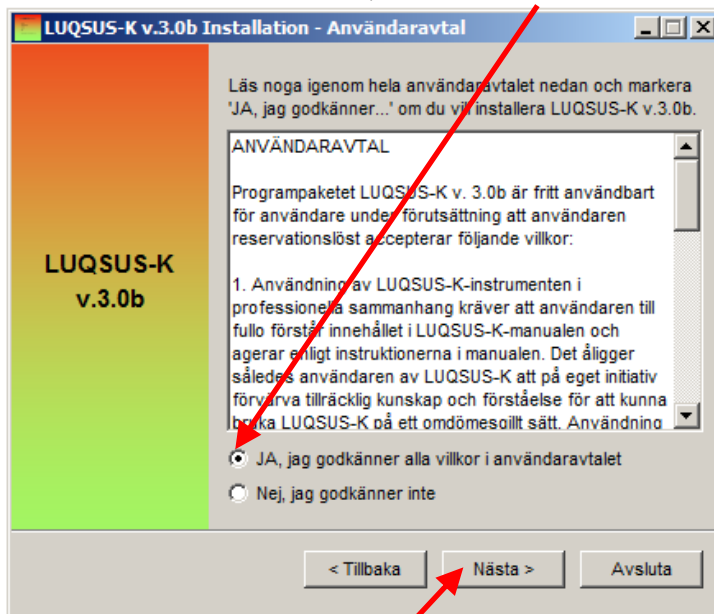 LUQSUS-K v.3.0b Installation - Användaravtal
Läs noga igenom hela användaravtalet nedan och markera
'JA, jag godkänner...' om du vill installera LUQSUS-K v.3.0b.
ANVÄNDARAVTAL
Programpaketet LUQSUS-K v. 3.0b är fritt användbart
för användare under förutsättning att användaren
reservationslöst accepterar följande villkor:
1. Användning av LUQSUS-K-instrumenten i
professionella sammanhang kräver att användaren till
fullo förstår innehållet i LUQSUS-K-manualen och
agerar enligt instruktionerna i manualen. Det åligger
således användaren av LUQSUS-K att på eget initiativ
förvärva tillräcklig kunskap och förståelse för att kunna
bruka LUQSUS-K på ett omdömesgillt sätt. Användning
LUQSUS-K
v.3.0b
JA, jag godkänner alla villkor i användaravtalet
Nej, jag godkänner inte
< Tillbaka
Nästa >
Avsluta